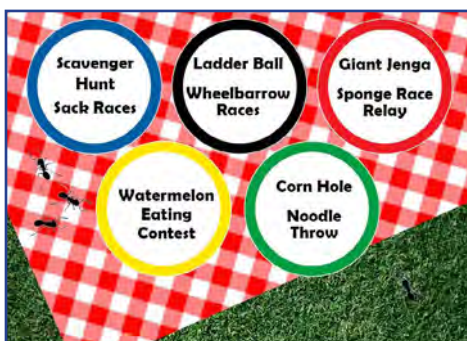 Scavenger
Hunt
Sack Races
Ladder Ball
Wheelbarrow
Races
Giant Jenga
Sponge Race
Relay
Watermelon
Eating
Contest
Corn Hole
Noodle
Throw